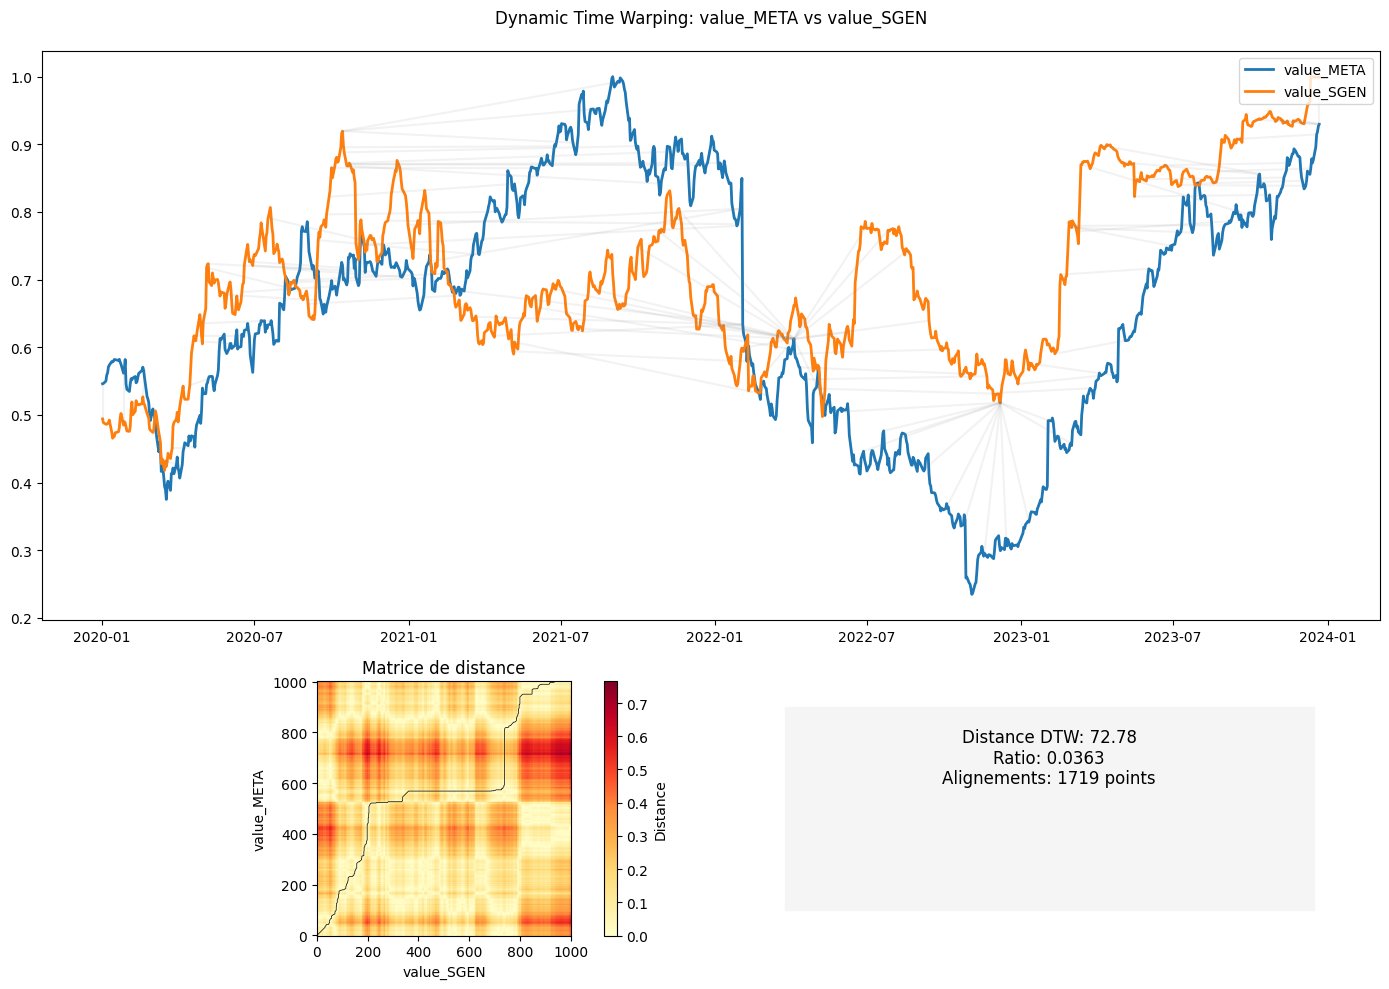 Dynamic Time Warping: value_META vs value_SGEN
value_META
value_SGEN
1.0
0.9
0.8
0.7
0.6
0.5
0.4
0.3
0.2
2020-01 2020-07 2021-01 2021-07 2022-01 2022-07 2023-01 2023-07 2024-01
Matrice de distance
value_META
1000
800
600
400
200
0
0 200 400 600 800 1000
value_SGEN
0.7
0.6
0.5
0.4
0.3
0.2
0.1
0.0
Distance
Distance DTW: 72.78
Ratio: 0.0363
Alignements: 1719 points